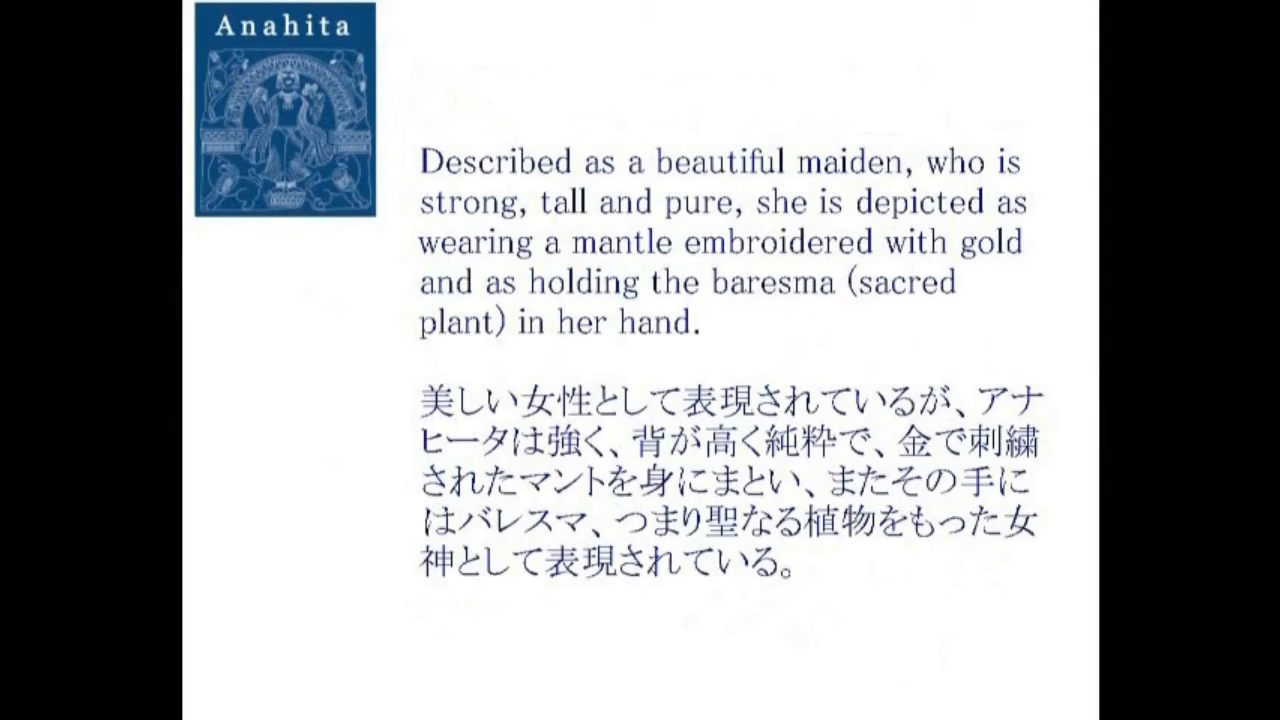 Anahita
Described as a beautiful maiden, who is
strong, tall and pure, she is depicted as
wearing a mantle embroidered with gold
and as holding the baresma (sacred
plant) in her hand.
美しい女性として表現されているが、アナ
ヒータは強く、背が高く純粋で、金で刺繍
されたマントを身にまとい、またその手に
はバレスマ、つまり聖なる植物をもった女
神として表現されている。